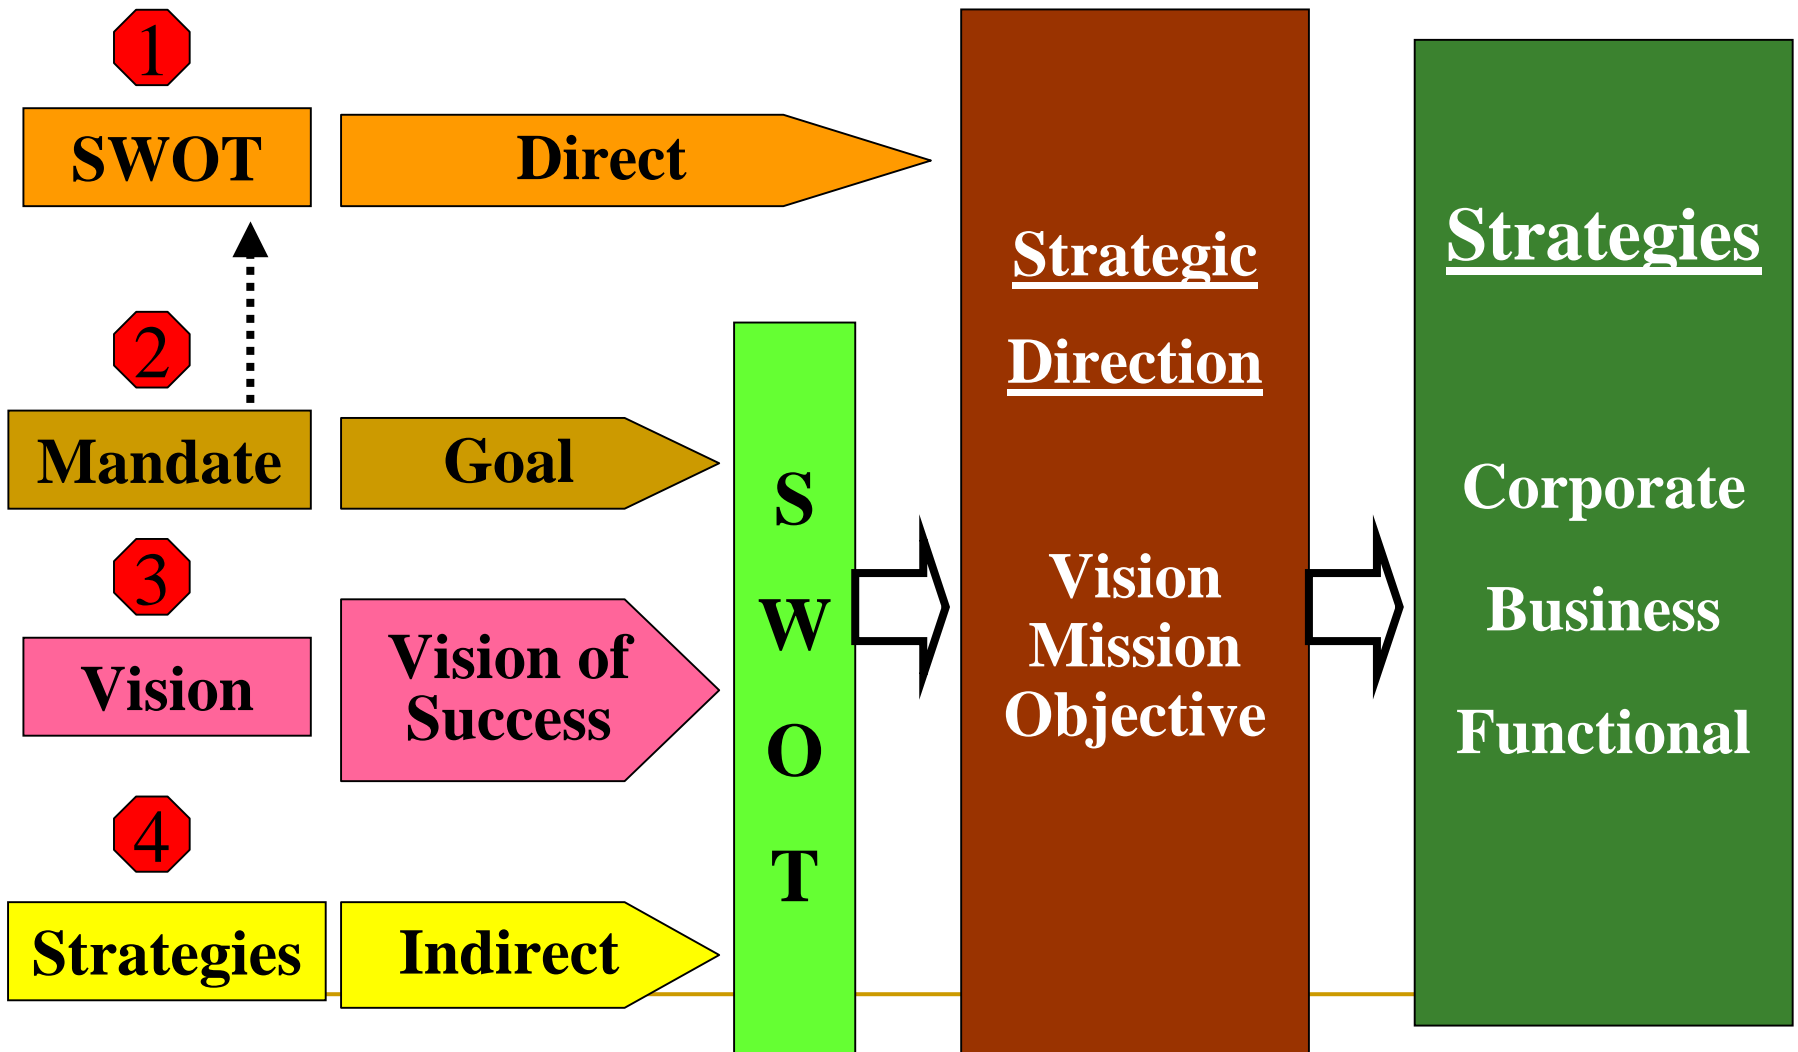 1
SWOT
Direct
2
Mandate
Goal
3
Vision
Vision of
Success
4
Strategies
Indirect
S
W
O
T
Strategic
Direction
Vision
Mission
Objective
Strategies
Corporate
Business
Functional